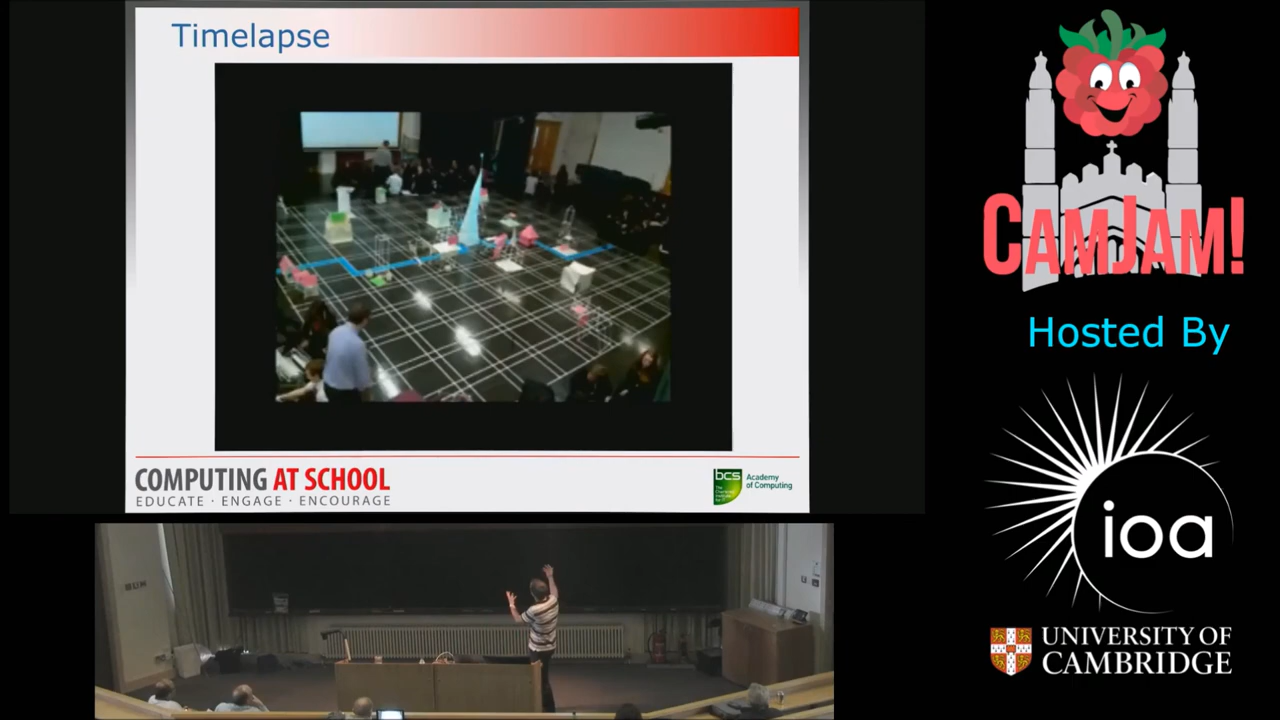 Timelapse
COMPUTING AT SCHOOL
EDUCATE · ENGAGE · ENCOURAGE
bcs
Academy
of Computing
CAMJAM!
Hosted By
ioa
UNIVERSITY OF
CAMBRIDGE